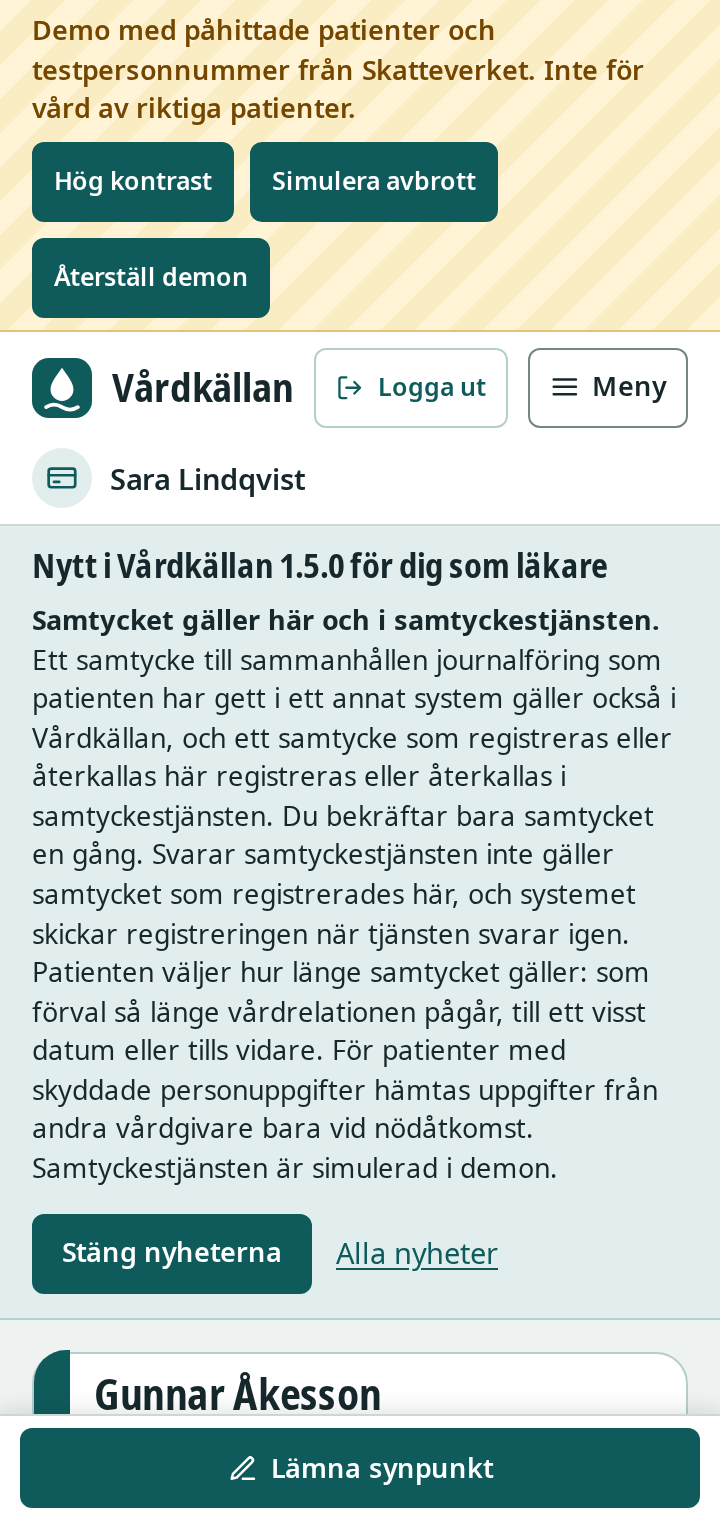 Demo med påhittade patienter och
testpersonnummer från Skatteverket. Inte för
vård av riktiga patienter.
Hög kontrast
Simulera avbrott
Återställ demon
Vårdkällan
Logga ut
Meny
Sara Lindqvist
Nytt i Vårdkällan 1.5.0 för dig som läkare
Samtycket gäller här och i samtyckestjänsten.
Ett samtycke till sammanhållen journalföring som
patienten har gett i ett annat system gäller också i
Vårdkällan, och ett samtycke som registreras eller
återkallas här registreras eller återkallas i
samtyckestjänsten. Du bekräftar bara samtycket
en gång. Svarar samtyckestjänsten inte gäller
samtycket som registrerades här, och systemet
skickar registreringen när tjänsten svarar igen.
Patienten väljer hur länge samtycket gäller: som
förval så länge vårdrelationen pågår, till ett visst
datum eller tills vidare. För patienter med
skyddade personuppgifter hämtas uppgifter från
andra vårdgivare bara vid nödåtkomst.
Samtyckestjänsten är simulerad i demon.
Stäng nyheterna
Alla nyheter
Gunnar Åkesson
Lämna synpunkt